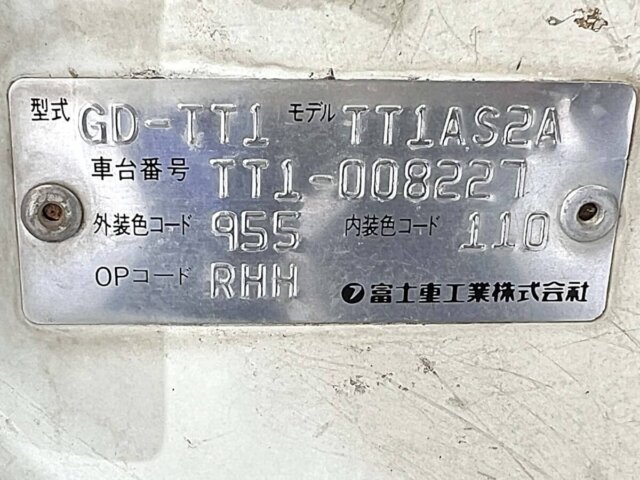 型式 GD-TT1 モデル TT1AS2A
車台番号 TT1-008227
外装色コード 955 内装色コード 110
OPコード RHH 富士重工業株式会社